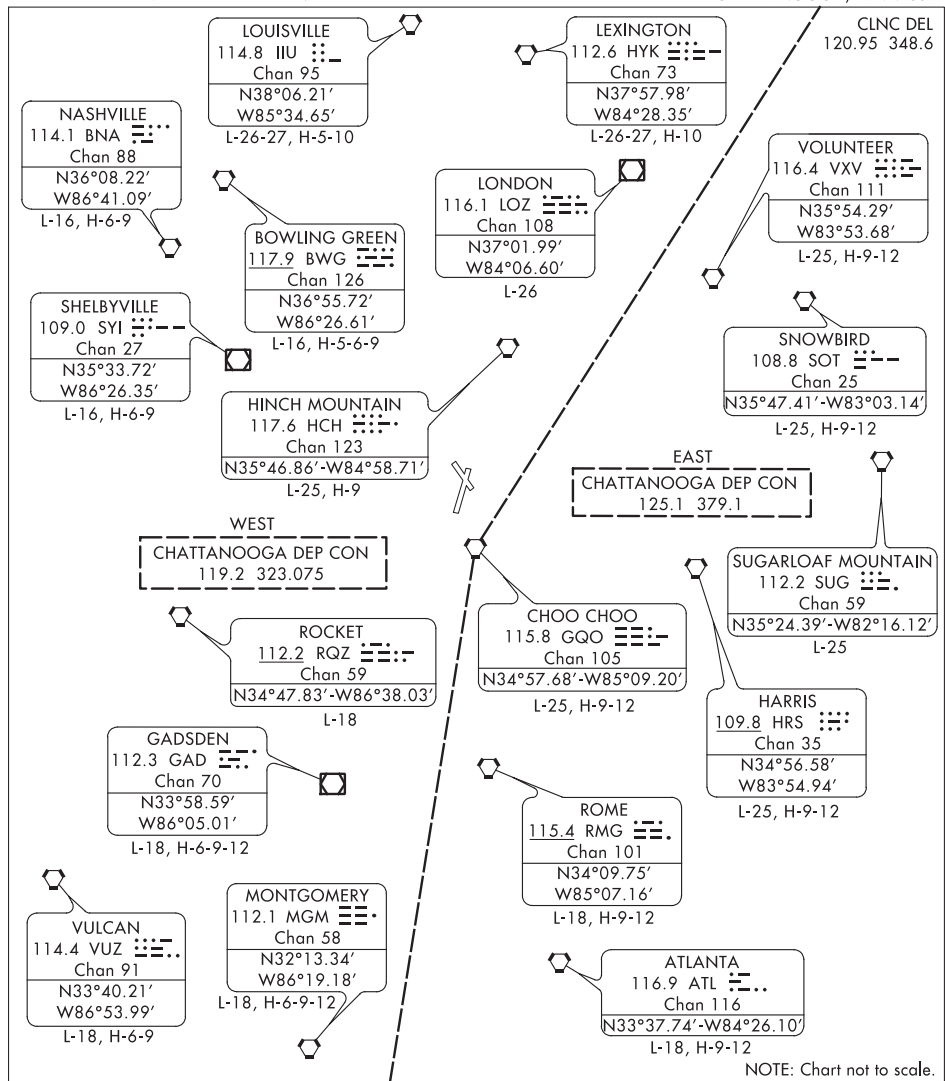 CLNC DEL
120.95 348.6
LOUISVILLE
114.8 IIU
Chan 95
N38°06.21′
W85°34.65′
L-26-27, H-5-10
LEXINGTON
112.6 HYK
Chan 73
N37°57.98′
W84°28.35′
L-26-27, H-10
NASHVILLE
114.1 BNA
Chan 88
N36°08.22′
W86°41.09′
L-16, H-6-9
VOLUNTEER
116.4 VXV
Chan 111
N35°54.29′
W83°53.68′
L-25, H-9-12
LONDON
116.1 LOZ
Chan 108
N37°01.99′
W84°06.60′
L-26
BOWLING GREEN
117.9 BWG
Chan 126
N36°55.72′
W86°26.61′
L-16, H-5-6-9
SHELBYVILLE
109.0 SYI
Chan 27
N35°33.72′
W86°26.35′
L-16, H-6-9
SNOWBIRD
108.8 SOT
Chan 25
N35°47.41′-W83°03.14′
L-25, H-9-12
HINCH MOUNTAIN
117.6 HCH
Chan 123
N35°46.86′-W84°58.71′
L-25, H-9
EAST
CHATTANOOGA DEP CON
125.1 379.1
WEST
CHATTANOOGA DEP CON
119.2 323.075
SUGARLOAF MOUNTAIN
112.2 SUG
Chan 59
N35°24.39′-W82°16.12′
L-25
CHOO CHOO
115.8 GQO
Chan 105
N34°57.68′-W85°09.20′
L-25, H-9-12
ROCKET
112.2 RQZ
Chan 59
N34°47.83′-W86°38.03′
L-18
HARRIS
109.8 HRS
Chan 35
N34°56.58′
W83°54.94′
L-25, H-9-12
GADSDEN
112.3 GAD
Chan 70
N33°58.59′
W86°05.01′
L-18, H-6-9-12
ROME
115.4 RMG
Chan 101
N34°09.75′
W85°07.16′
L-18, H-9-12
VULCAN
114.4 VUZ
Chan 91
N33°40.21′
W86°53.99′
L-18, H-6-9
MONTGOMERY
112.1 MGM
Chan 58
N32°13.34′
W86°19.18′
L-18, H-6-9-12
ATLANTA
116.9 ATL
Chan 116
N33°37.74′-W84°26.10′
L-18, H-9-12
NOTE: Chart not to scale.